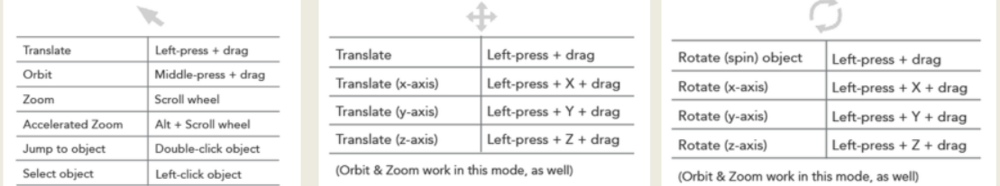 Translate Left-press + drag
Orbit Middle-press + drag
Zoom Scroll wheel
Accelerated Zoom Alt + Scroll wheel
Jump to object Double-click object
Select object Left-click object
Translate Left-press + drag
Translate (x-axis) Left-press + X + drag
Translate (y-axis) Left-press + Y + drag
Translate (z-axis) Left-press + Z + drag
(Orbit & Zoom work in this mode, as well)
Rotate (spin) object Left-press + drag
Rotate (x-axis) Left-press + X + drag
Rotate (y-axis) Left-press + Y + drag
Rotate (z-axis) Left-press + Z + drag
(Orbit & Zoom work in this mode, as well)